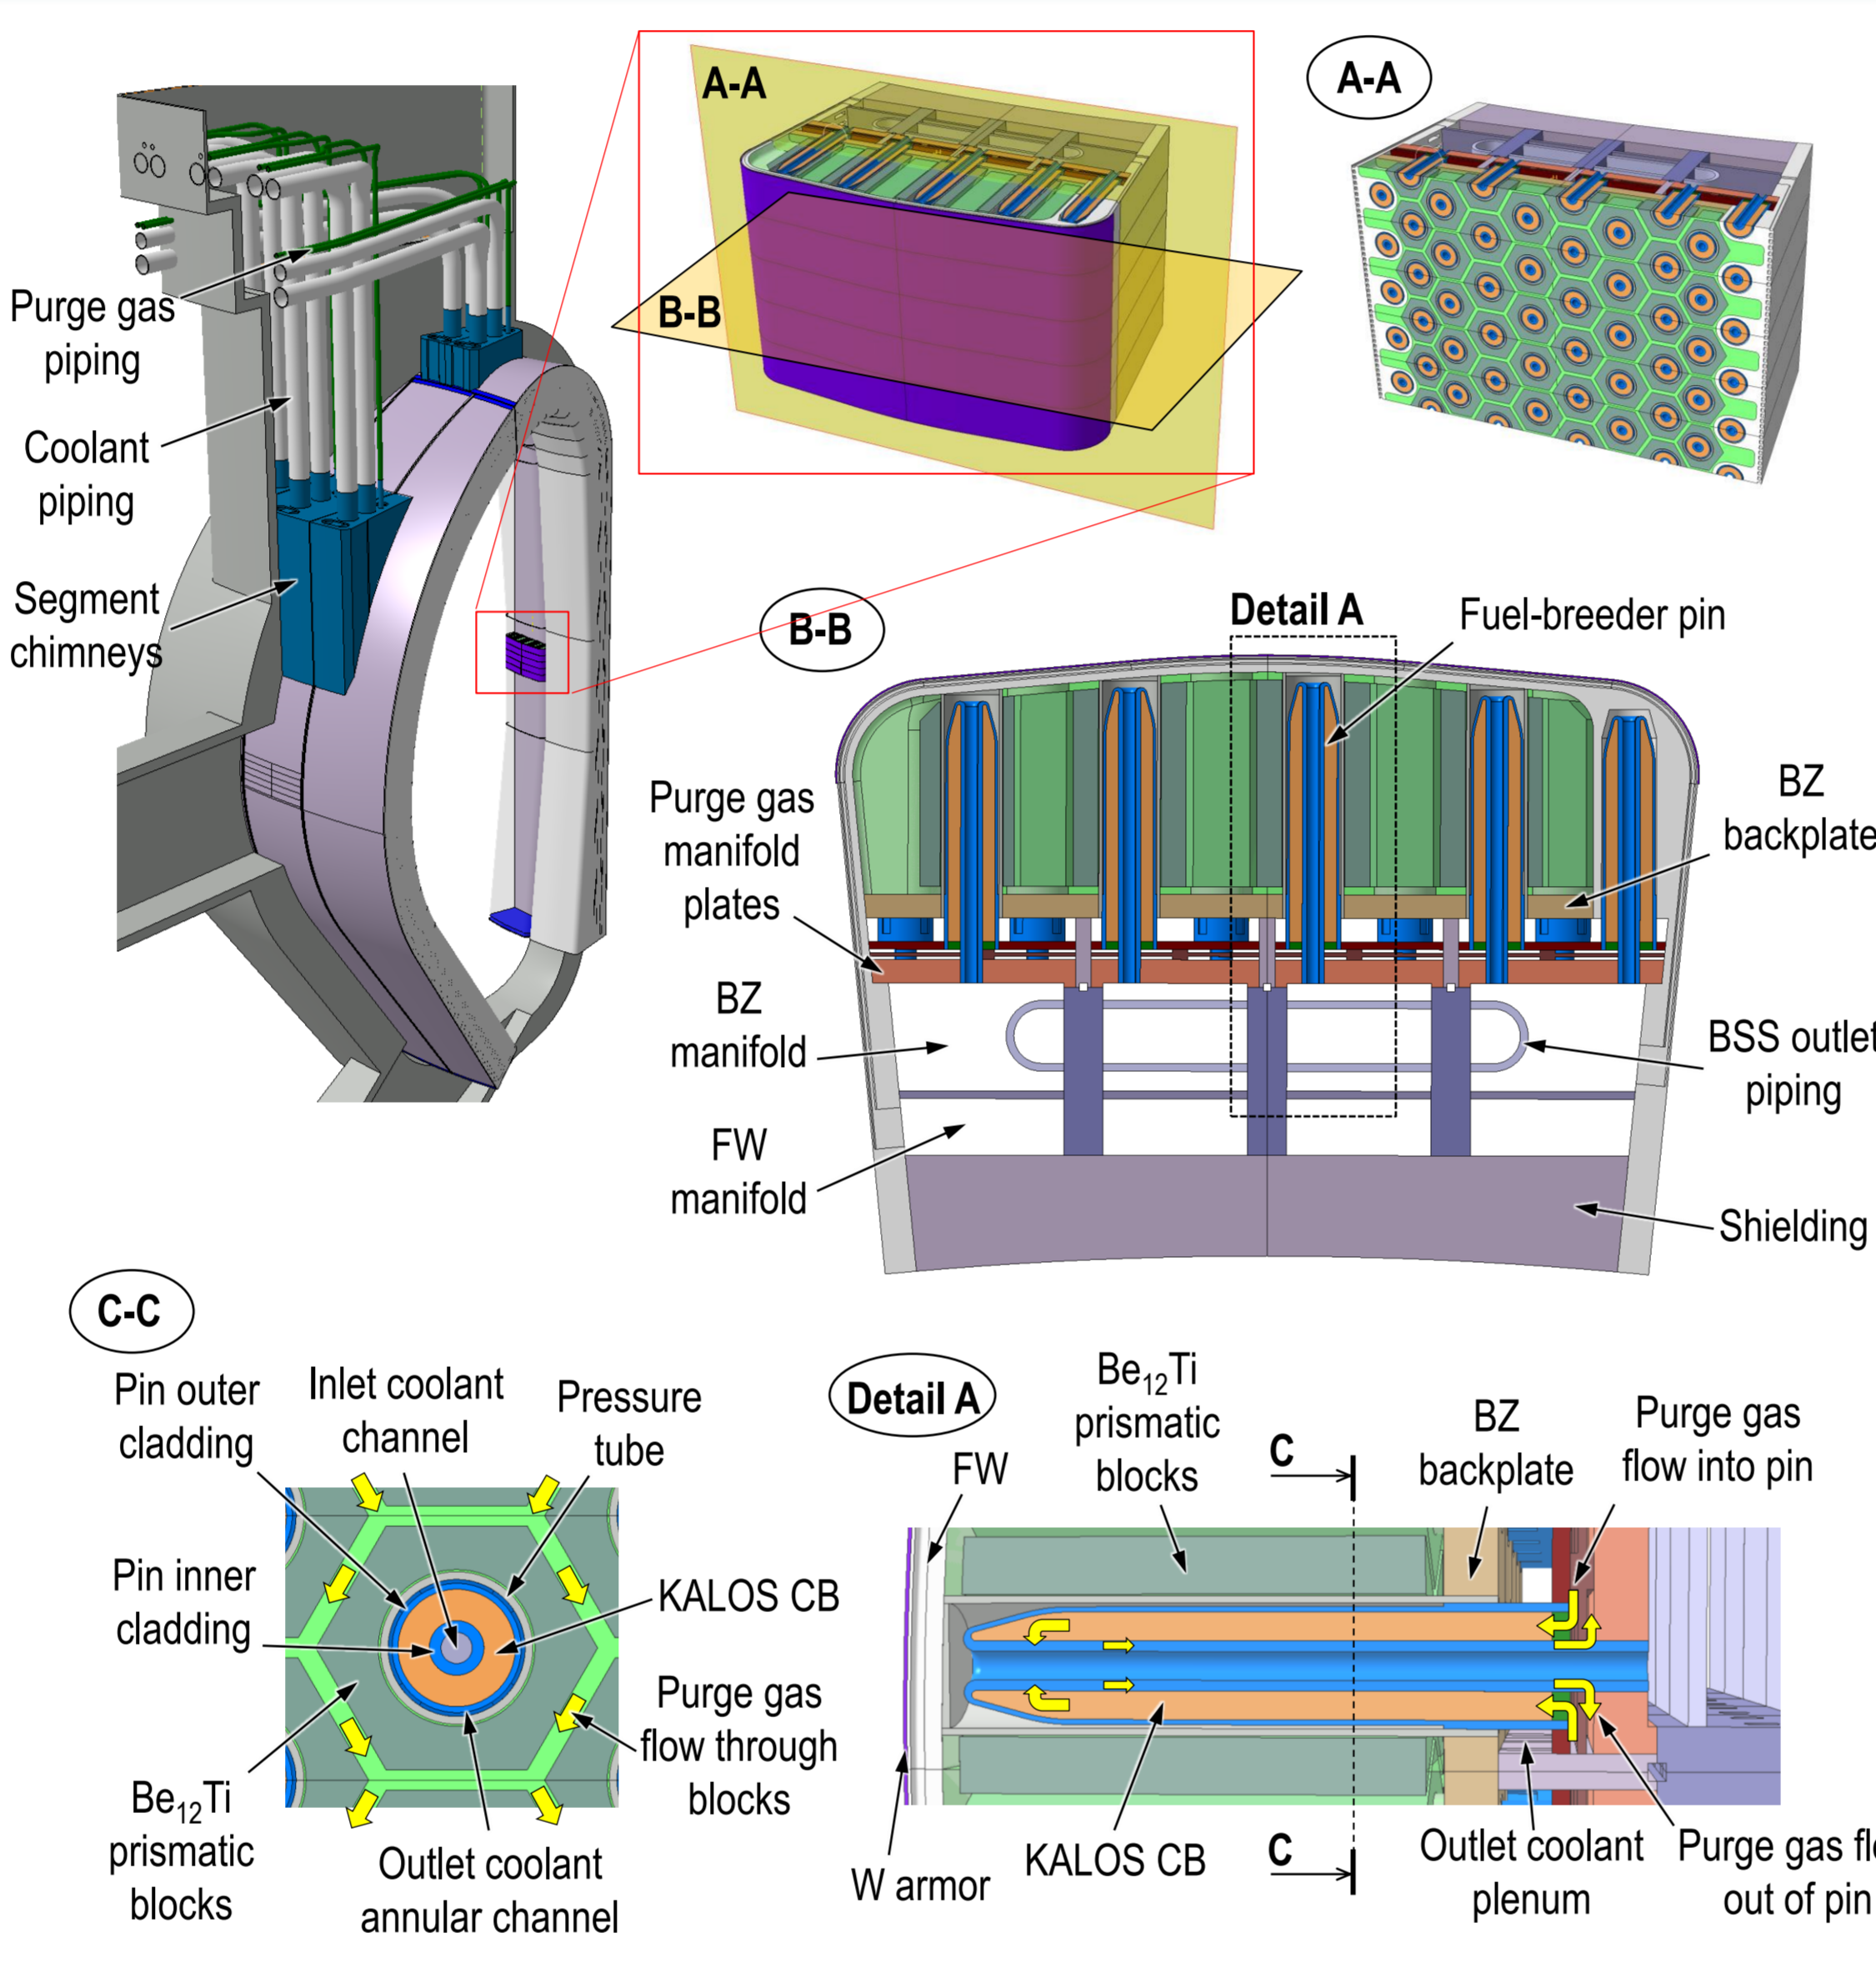 A-A
A-A
B-B
Purge gas
piping
Coolant
piping
Segment
chimneys
B-B
Detail A
Fuel-breeder pin
Purge gas
manifold
plates
BZ
backplate
BZ
manifold
BSS outlet
piping
FW
manifold
Shielding
C-C
Pin outer
cladding
Inlet coolant
channel
Pressure
tube
Pin inner
cladding
KALOS CB
Purge gas
flow through
blocks
Be12Ti
prismatic
blocks
Outlet coolant
annular channel
Detail A
FW
Be12Ti
prismatic
blocks
C
BZ
backplate
Purge gas
flow into pin
W armor
KALOS CB
C
Outlet coolant
plenum
Purge gas
out of pin